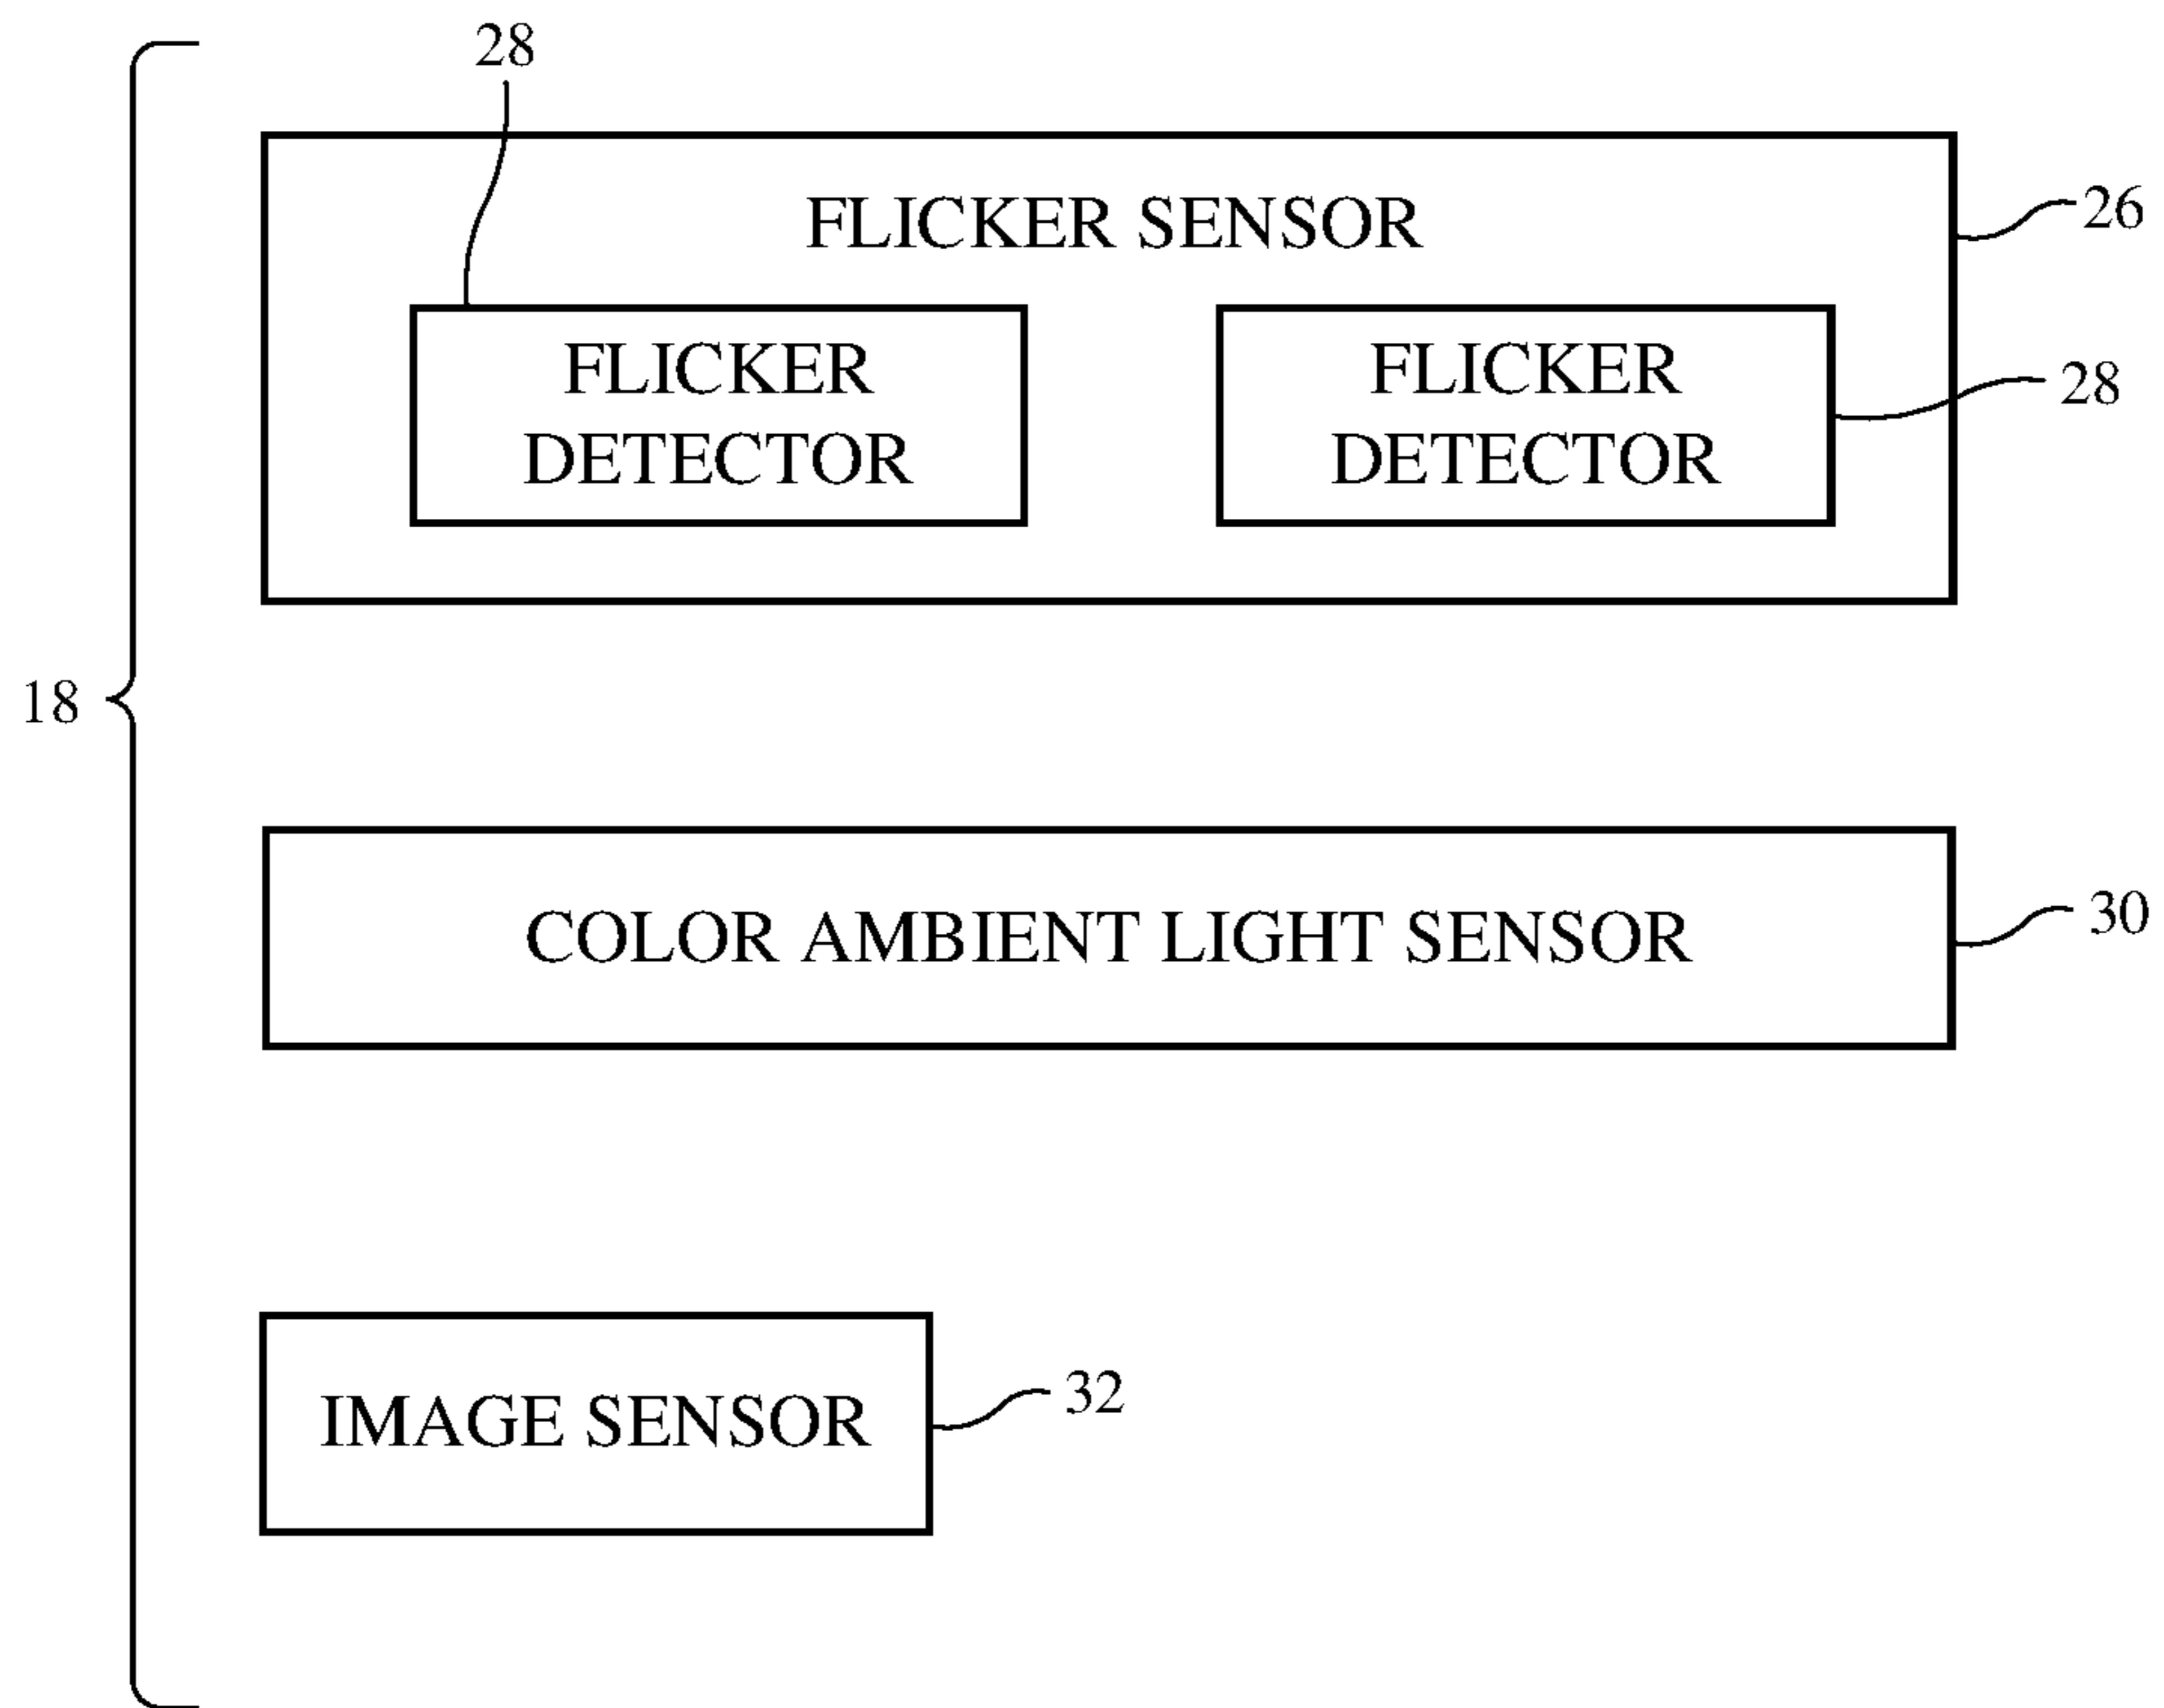 28
FLICKER SENSOR
26
FLICKER
DETECTOR
FLICKER
DETECTOR
28
18
COLOR AMBIENT LIGHT SENSOR
30
IMAGE SENSOR
32